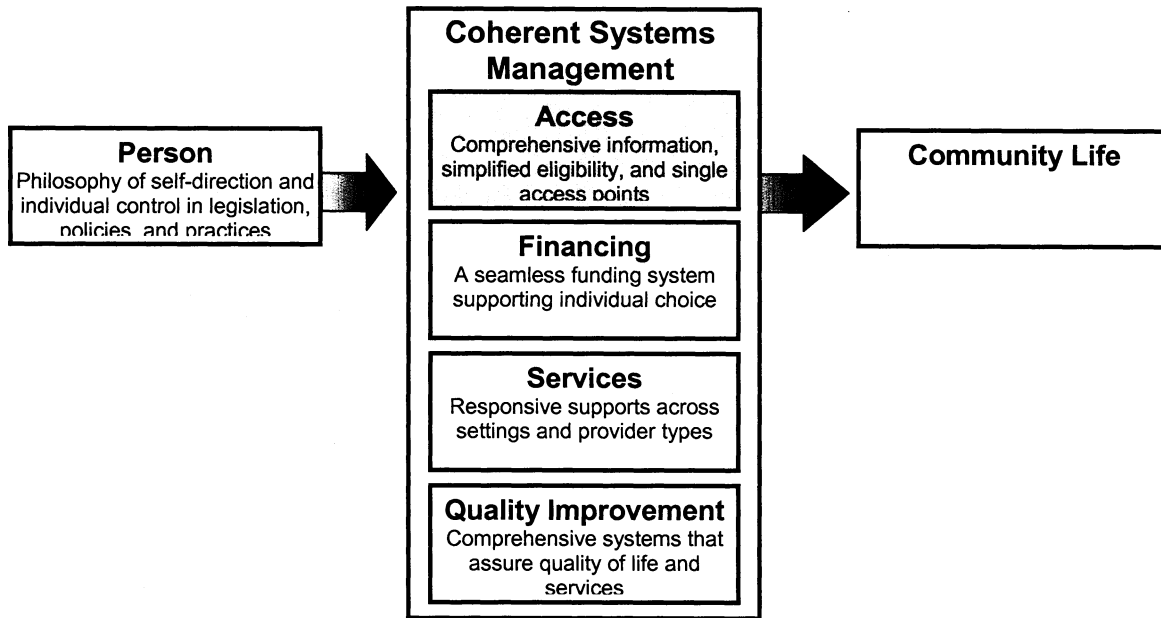 Person
Philosophy of self-direction and
individual control in legislation,
policies, and practices
Coherent Systems
Management
Access
Comprehensive information,
simplified eligibility, and single
access points
Financing
A seamless funding system
supporting individual choice
Services
Responsive supports across
settings and provider types
Quality Improvement
Comprehensive systems that
assure quality of life and
services
Community Life